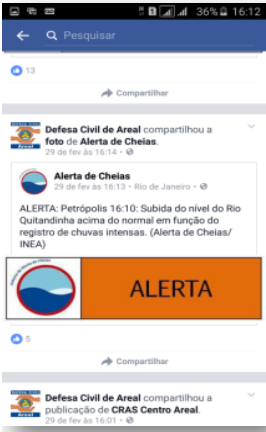 36% 16:12
Pesquisar
13
Compartilhar
Defesa Civil de Areal compartilhou a
foto de Alerta de Cheias.
29 de fev às 16:14 •
Areal
Alerta de Cheias
29 de fev às 16:13 • Rio de Janeiro •
ALERTA: Petrópolis 16:10: Subida do nível do Rio
Quitandinha acima do normal em função do
registro de chuvas intensas. (Alerta de Cheias/
INEA)
ALERTA
5
Compartilhar
Defesa Civil de Areal compartilhou a
publicação de CRAS Centro Areal.
29 de fev às 16:01 •
Areal